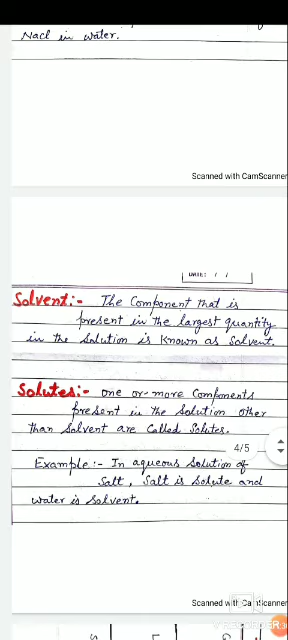 Nacl in water.
Scanned with CamScanner
DATE: / /
Solvent:- The Component that is
present in the largest quantity
in the Solution is known as Solvent.
Solutes:- one or more Components
present in the Solution other
than Solvent are Called Solutes.
4/5
Example:- In aqueous Solution of
Salt, Salt is Solute and
water is Solvent.
Scanned with CamScanner